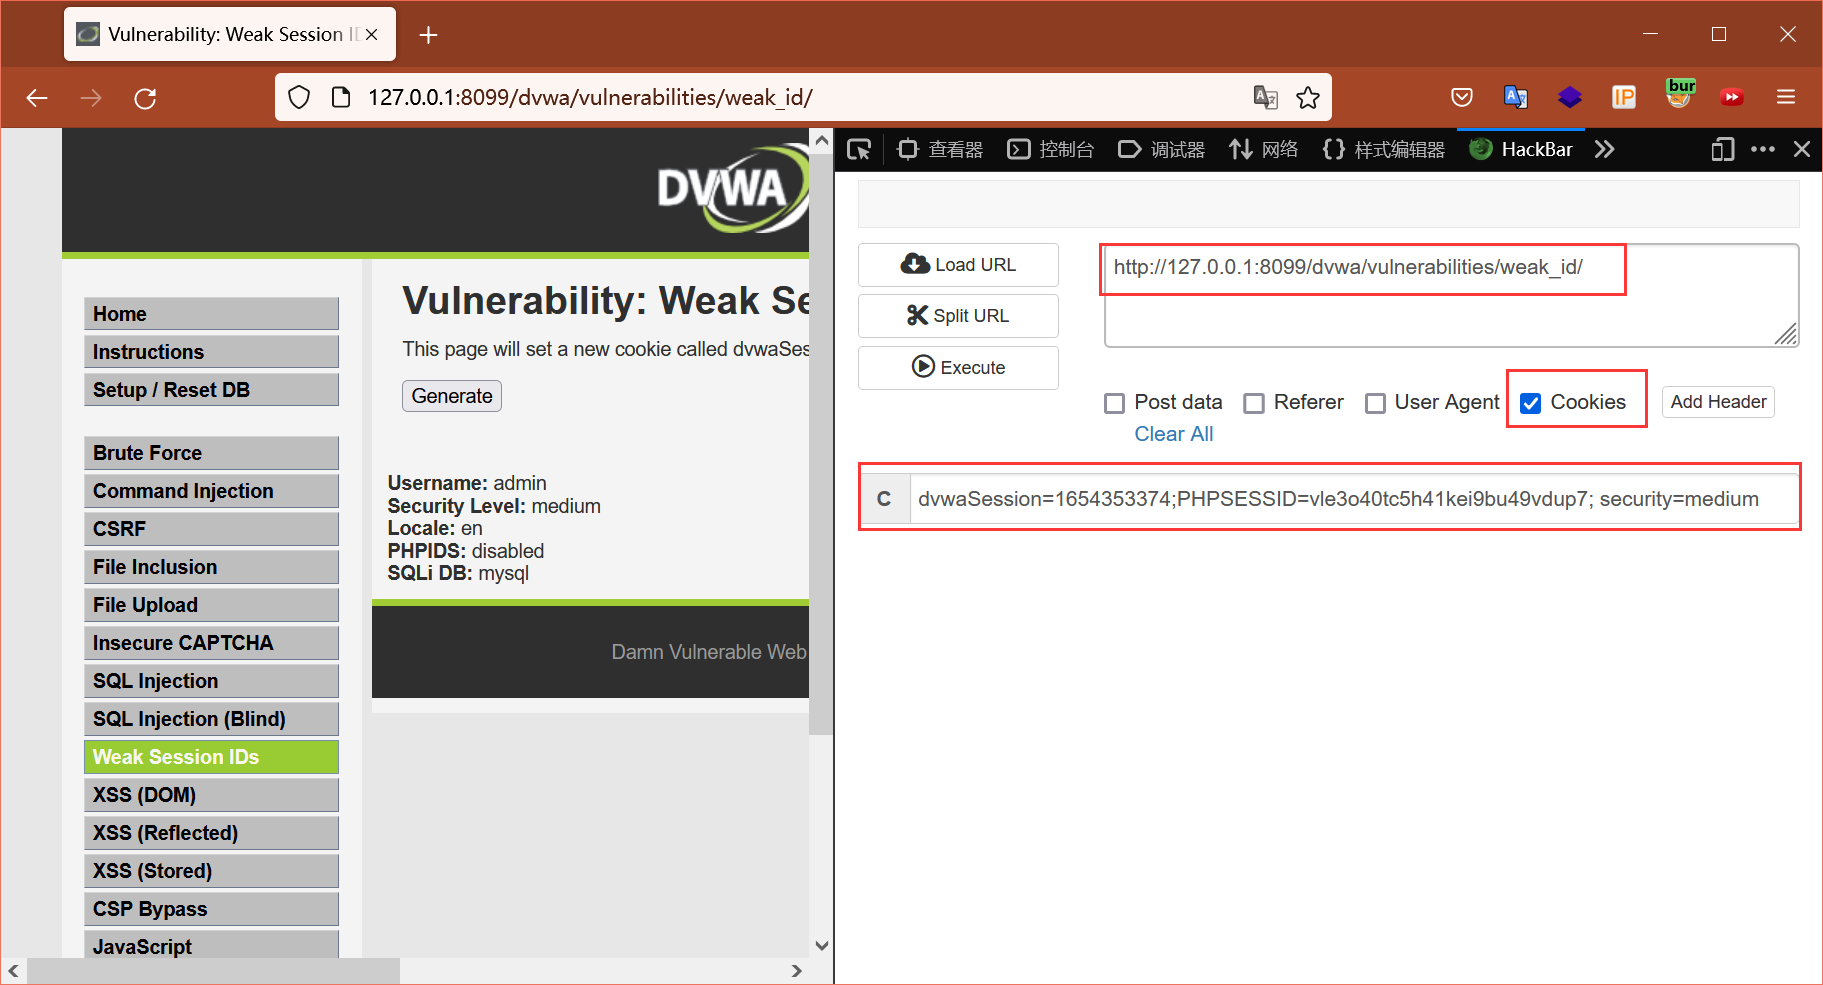 Vulnerability: Weak Session I
127.0.0.1:8099/dvwa/vulnerabilities/weak_id/
bur
IP
查看器
控制台
调试器
网络
样式编辑器
HackBar
DVWA
Home
Instructions
Setup / Reset DB
Brute Force
Command Injection
CSRF
File Inclusion
File Upload
Insecure CAPTCHA
SQL Injection
SQL Injection (Blind)
Weak Session IDs
XSS (DOM)
XSS (Reflected)
XSS (Stored)
CSP Bypass
JavaScript
Vulnerability: Weak Se
This page will set a new cookie called dvwaSes
Generate
Username: admin
Security Level: medium
Locale: en
PHPIDS: disabled
SQLi DB: mysql
Damn Vulnerable Web
Load URL
Split URL
Execute
http://127.0.0.1:8099/dvwa/vulnerabilities/weak_id/
Post data Referer User Agent Cookies Add Header
Clear All
C dvwaSession=1654353374;PHPSESSID=vle3o40tc5h41kei9bu49vdup7; security=medium